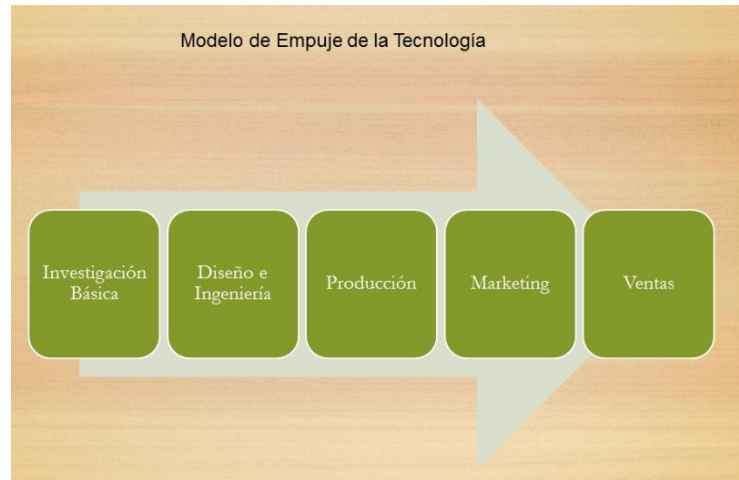 Modelo de Empuje de la Tecnología
Investigación
Básica
Diseño e
Ingeniería
Producción
Marketing
Ventas